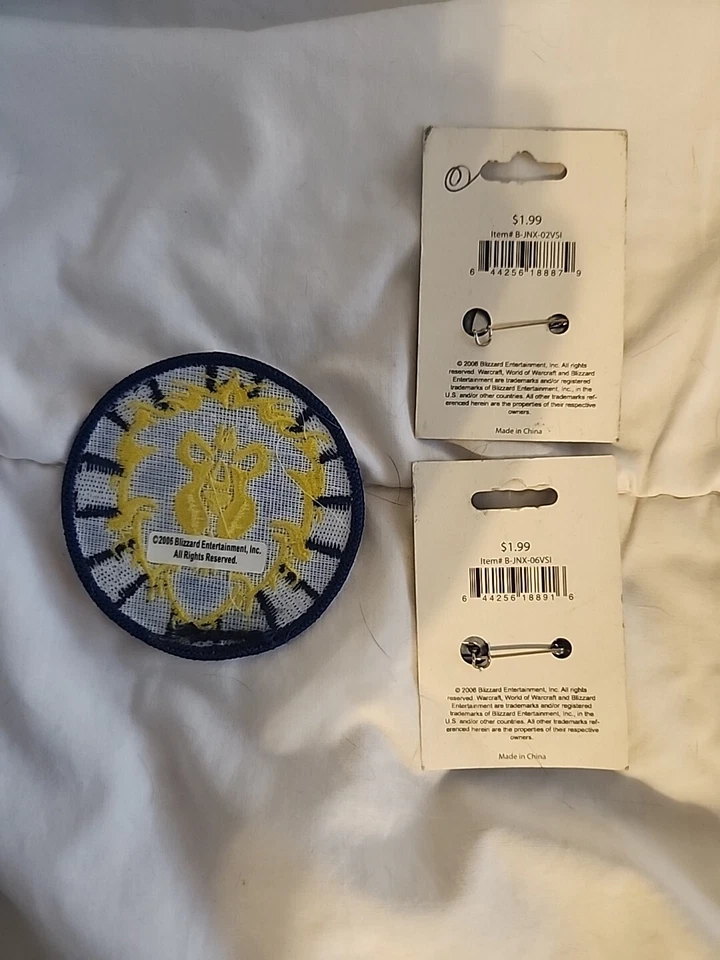 $1.99
Item# B-JNX-02VSI
6 44256 18887 9
© 2006 Blizzard Entertainment, Inc. All rights
reserved. Warcraft, World of Warcraft and Blizzard
Entertainment are trademarks and/or registered
trademarks of Blizzard Entertainment, Inc., in the
U.S. and/or other countries. All other trademarks ref-
erenced herein are the properties of their respective
owners.
Made in China
©2006 Blizzard Entertainment, Inc.
All Rights Reserved.
$1.99
Item# B-JNX-06VSI
6 44256 18891 6
© 2006 Blizzard Entertainment, Inc. All rights
reserved. Warcraft, World of Warcraft and Blizzard
Entertainment are trademarks and/or registered
trademarks of Blizzard Entertainment, Inc., in the
U.S. and/or other countries. All other trademarks ref-
erenced herein are the properties of their respective
owners.
Made in China